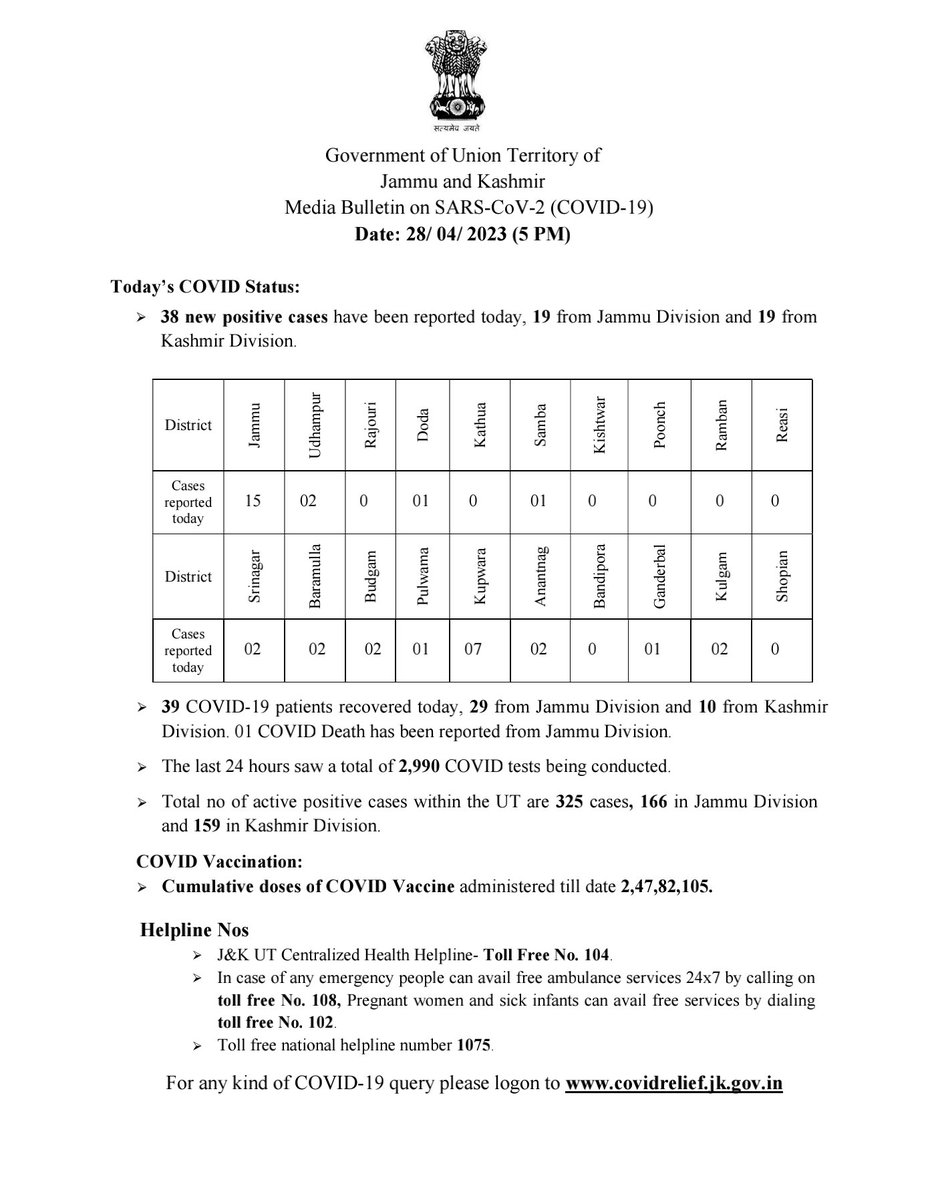 सत्यमेव जयते
Government of Union Territory of
Jammu and Kashmir
Media Bulletin on SARS-CoV-2 (COVID-19)
Date: 28/ 04/ 2023 (5 PM)
Today’s COVID Status:
➢ 38 new positive cases have been reported today, 19 from Jammu Division and 19 from
Kashmir Division.
District Jammu Udhampur Rajouri Doda Kathua Samba Kishtwar Poonch Ramban Reasi
Cases
reported
today
15 02 0 01 0 01 0 0 0 0
District Srinagar Baramulla Budgam Pulwama Kupwara Anantnag Bandipora Ganderbal Kulgam Shopian
Cases
reported
today
02 02 02 01 07 02 0 01 02 0
➢ 39 COVID-19 patients recovered today, 29 from Jammu Division and 10 from Kashmir
Division. 01 COVID Death has been reported from Jammu Division.
➢ The last 24 hours saw a total of 2,990 COVID tests being conducted.
➢ Total no of active positive cases within the UT are 325 cases, 166 in Jammu Division
and 159 in Kashmir Division.
COVID Vaccination:
➢ Cumulative doses of COVID Vaccine administered till date 2,47,82,105.
Helpline Nos
➢ J&K UT Centralized Health Helpline- Toll Free No. 104.
➢ In case of any emergency people can avail free ambulance services 24x7 by calling on
toll free No. 108, Pregnant women and sick infants can avail free services by dialing
toll free No. 102.
➢ Toll free national helpline number 1075.
For any kind of COVID-19 query please logon to www.covidrelief.jk.gov.in